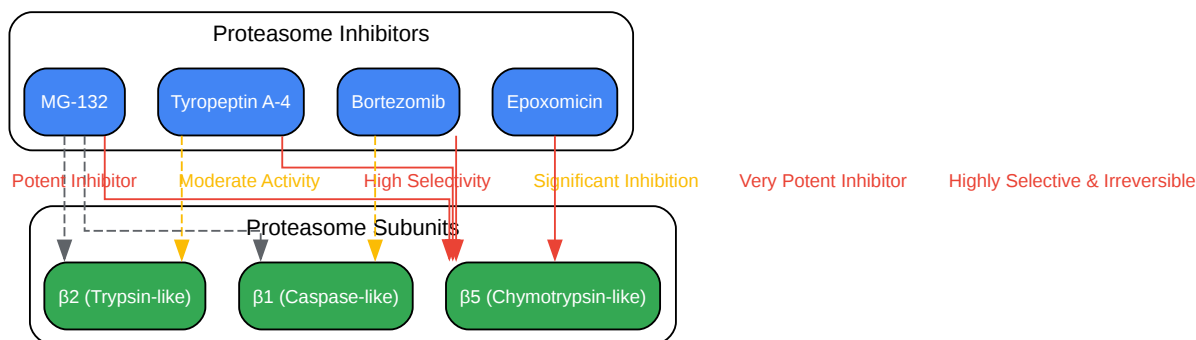 Proteasome Inhibitors
MG-132
Tyropeptin A-4
Bortezomib
Epoxomicin
Potent Inhibitor
Moderate Activity
High Selectivity
Significant Inhibition
Very Potent Inhibitor
Highly Selective & Irreversible
Proteasome Subunits
β2 (Trypsin-like)
β1 (Caspase-like)
β5 (Chymotrypsin-like)